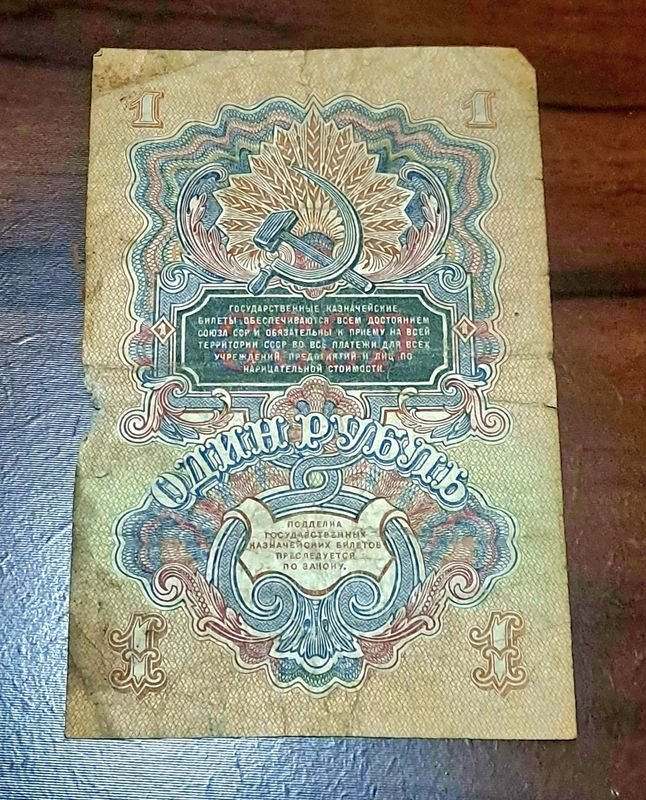 1 1
ГОСУДАРСТВЕННЫЕ КАЗНАЧЕЙСКИЕ
БИЛЕТЫ ОБЕСПЕЧИВАЮТСЯ ВСЕМ ДОСТОЯНИЕМ
СОЮЗА ССР И ОБЯЗАТЕЛЬНЫ К ПРИЕМУ НА ВСЕЙ
1 ТЕРРИТОРИИ СССР ВО ВСЕ ПЛАТЕЖИ ДЛЯ ВСЕХ 1
УЧРЕЖДЕНИЙ, ПРЕДПРИЯТИЙ И ЛИЦ ПО
НАРИЦАТЕЛЬНОЙ СТОИМОСТИ.
ОДИН РУБЛЬ
ПОДДЕЛКА
ГОСУДАРСТВЕННЫХ
КАЗНАЧЕЙСКИХ БИЛЕТОВ
ПРЕСЛЕДУЕТСЯ
ПО ЗАКОНУ.
1 1